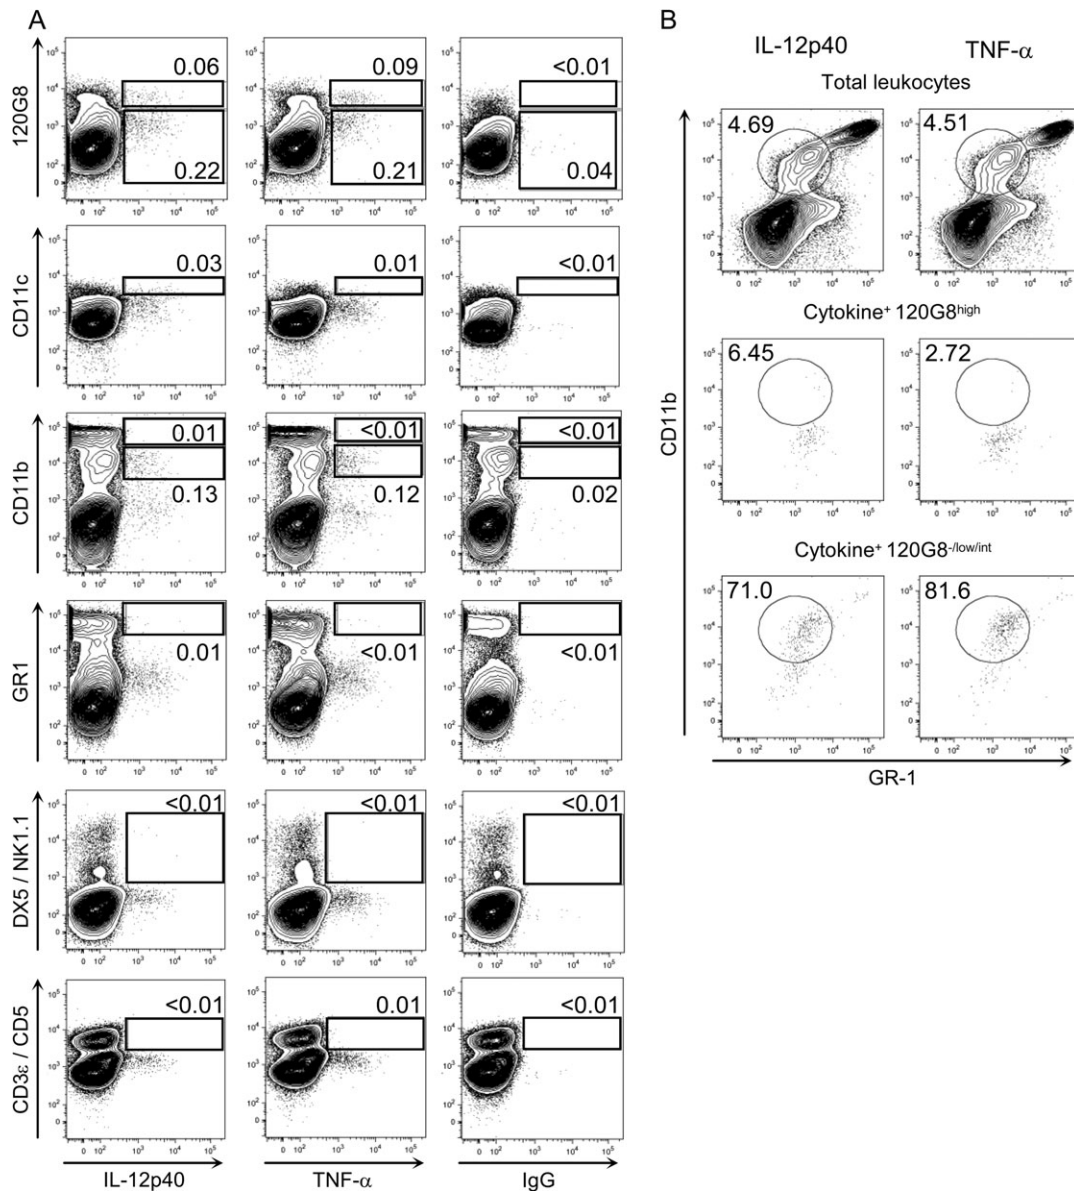 A
120G8
0.06
0.22
0.09
0.21
<0.01
0.04
CD11c
0.03
0.01
<0.01
CD11b
0.01
0.13
<0.01
0.12
<0.01
0.02
GR1
0.01
<0.01
<0.01
DX5 / NK1.1
<0.01
<0.01
<0.01
CD3ε / CD5
<0.01
0.01
<0.01
IL-12p40
TNF-α
IgG
B
IL-12p40
TNF-α
Total leukocytes
4.69
4.51
Cytokine⁺ 120G8ʰⁱᵍʰ
6.45
2.72
Cytokine⁺ 120G8⁻/ˡᵒʷ/ⁱⁿᵗ
71.0
81.6
CD11b
GR-1